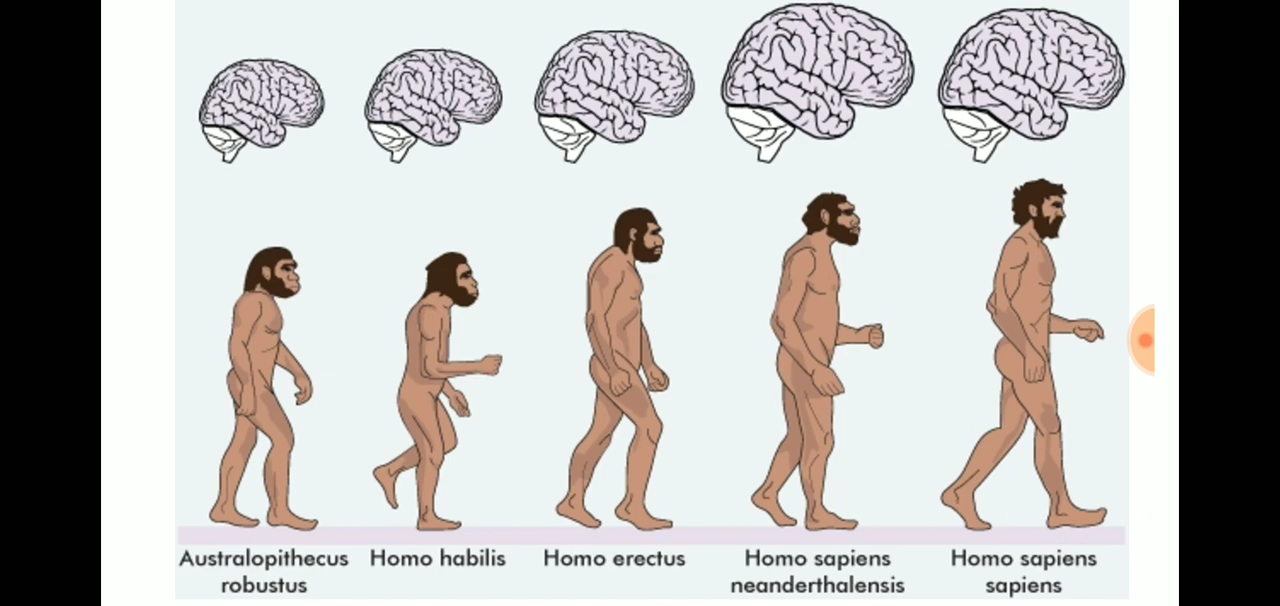 Australopithecus
robustus
Homo habilis
Homo erectus
Homo sapiens
neanderthalensis
Homo sapiens
sapiens